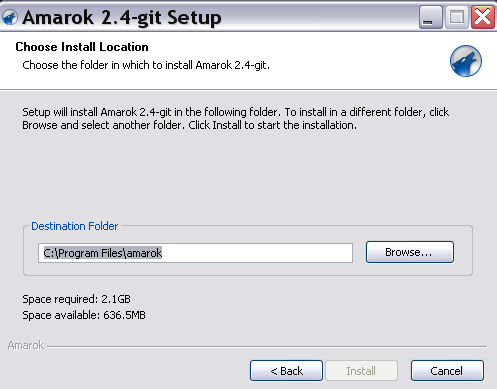 Amarok 2.4-git Setup
Choose Install Location
Choose the folder in which to install Amarok 2.4-git.
Setup will install Amarok 2.4-git in the following folder. To install in a different folder, click
Browse and select another folder. Click Install to start the installation.
Destination Folder
C:\Program Files\amarok
Browse...
Space required: 2.1GB
Space available: 636.5MB
Amarok
< Back
Install
Cancel